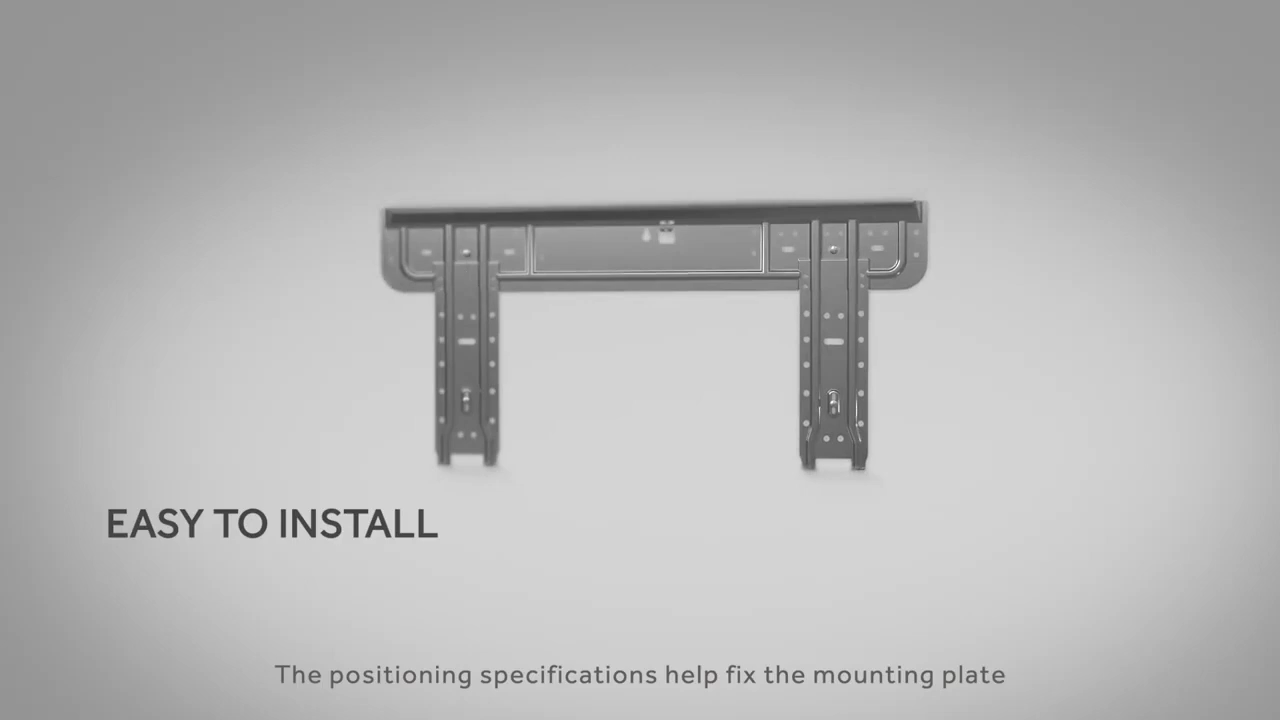 EASY TO INSTALL
The positioning specifications help fix the mounting plate